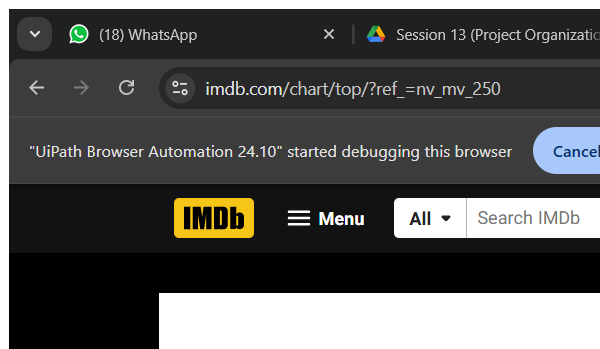 (18) WhatsApp
Session 13 (Project Organizatio
imdb.com/chart/top/?ref_=nv_mv_250
"UiPath Browser Automation 24.10" started debugging this browser
Cancel
IMDb Menu All Search IMDb